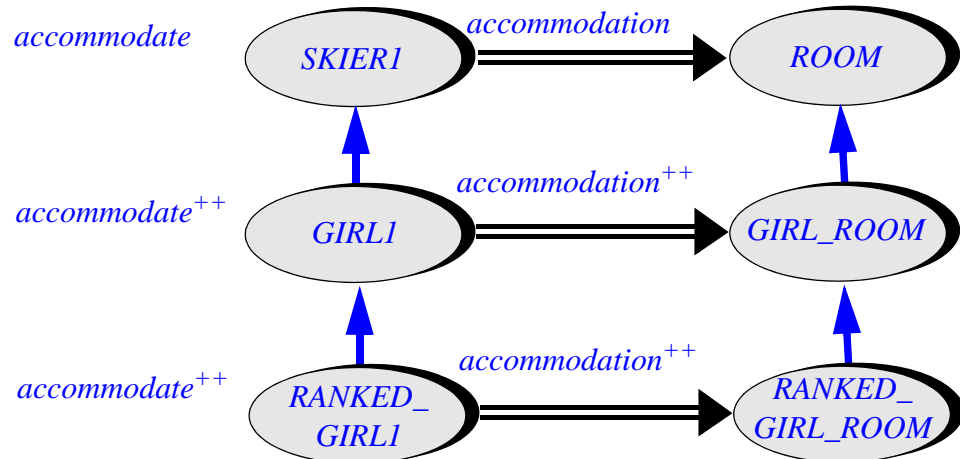 accommodate
SKIER1
accommodation
ROOM
accommodate++
GIRL1
accommodation++
GIRL_ROOM
accommodate++
RANKED_
GIRL1
accommodation++
RANKED_
GIRL_ROOM